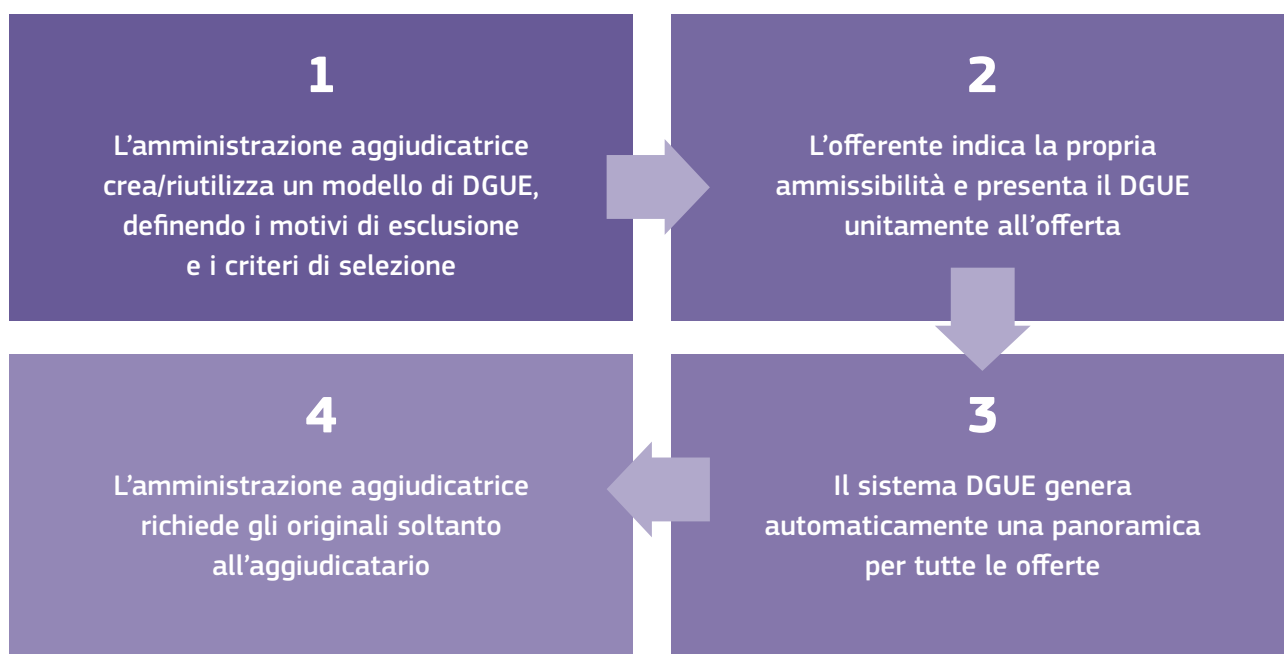 1
L’amministrazione aggiudicatrice
crea/riutilizza un modello di DGUE,
definendo i motivi di esclusione
e i criteri di selezione
2
L’offerente indica la propria
ammissibilità e presenta il DGUE
unitamente all’offerta
3
Il sistema DGUE genera
automaticamente una panoramica
per tutte le offerte
4
L’amministrazione aggiudicatrice
richiede gli originali soltanto
all’aggiudicatario